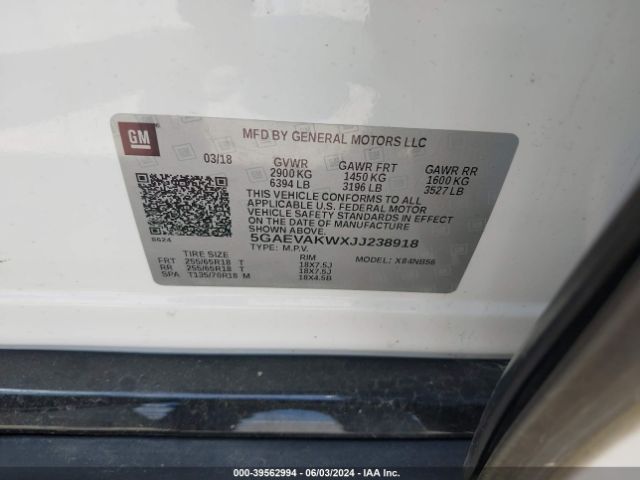 GM
MFD BY GENERAL MOTORS LLC
03/18 GVWR GAWR FRT GAWR RR
2900 KG 1450 KG 1600 KG
6394 LB 3196 LB 3527 LB
THIS VEHICLE CONFORMS TO ALL
APPLICABLE U.S. FEDERAL MOTOR
VEHICLE SAFETY STANDARDS IN EFFECT
ON THE DATE OF MANUFACTURE
SHOWN ABOVE.
8624 5GAEVAKWXJJ238918
TYPE: M.P.V. MODEL: X84NB56
TIRE SIZE RIM
FRT 255/65R18 T 18X7.5J
RR 255/65R18 T 18X7.5J
SPA T135/70R18 M 18X4.5B
000-39562994 - 06/03/2024 - IAA Inc.